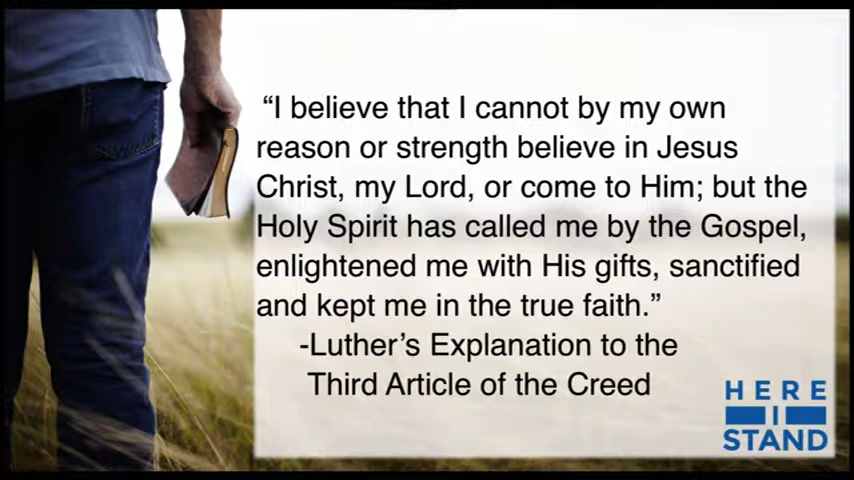 “I believe that I cannot by my own
reason or strength believe in Jesus
Christ, my Lord, or come to Him; but the
Holy Spirit has called me by the Gospel,
enlightened me with His gifts, sanctified
and kept me in the true faith.”
-Luther’s Explanation to the
Third Article of the Creed
HERE
I
STAND